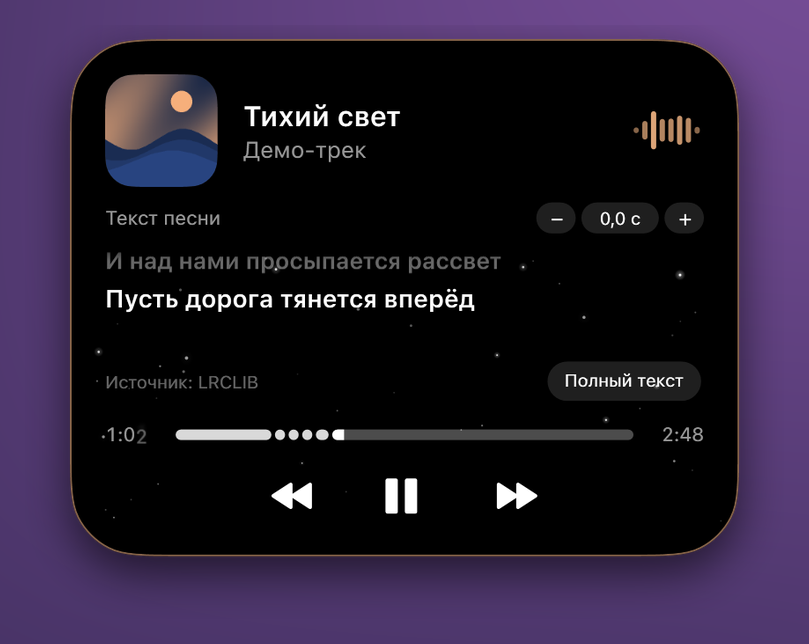 Тихий свет
Демо-трек
Текст песни
− 0,0 с +
И над нами просыпается рассвет
Пусть дорога тянется вперёд
Источник: LRCLIB
Полный текст
1:02
2:48